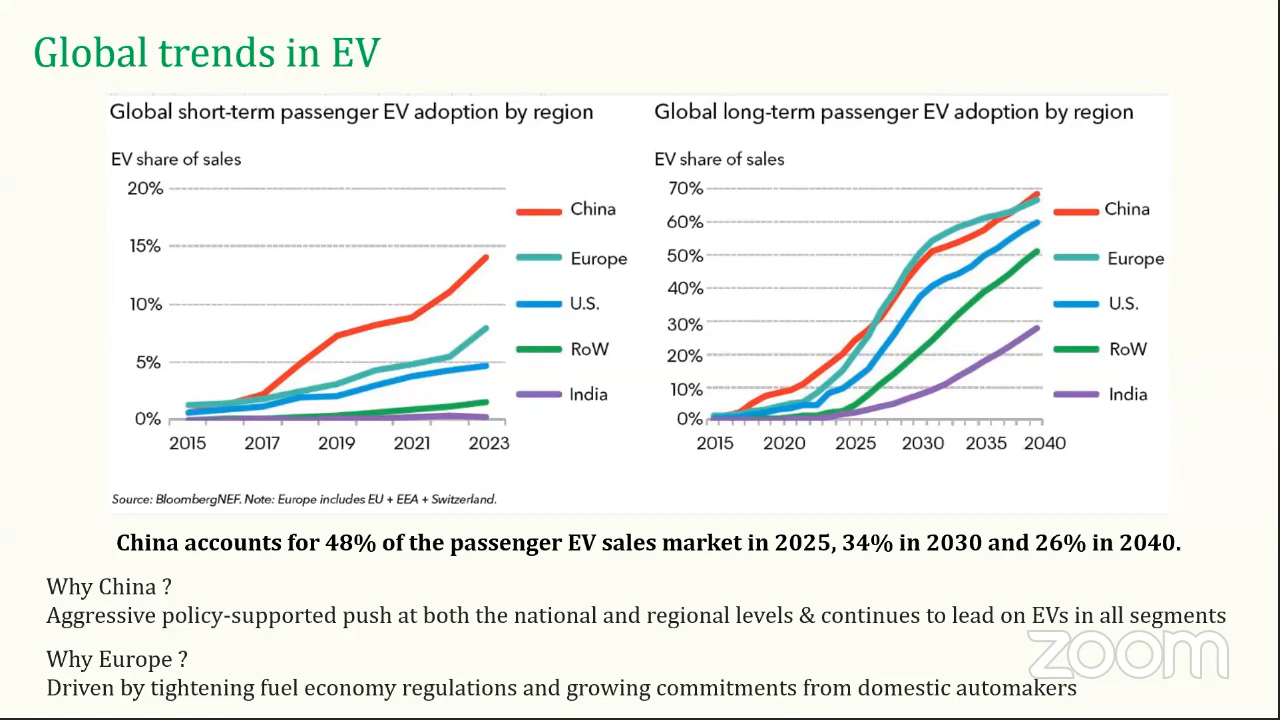 Global trends in EV
Global short-term passenger EV adoption by region
EV share of sales
20%
15%
10%
5%
0%
2015 2017 2019 2021 2023
China
Europe
U.S.
RoW
India
Global long-term passenger EV adoption by region
EV share of sales
70%
60%
50%
40%
30%
20%
10%
0%
2015 2020 2025 2030 2035 2040
China
Europe
U.S.
RoW
India
Source: BloombergNEF. Note: Europe includes EU + EEA + Switzerland.
China accounts for 48% of the passenger EV sales market in 2025, 34% in 2030 and 26% in 2040.
Why China ?
Aggressive policy-supported push at both the national and regional levels & continues to lead on EVs in all segments
Why Europe ?
Driven by tightening fuel economy regulations and growing commitments from domestic automakers
zoom